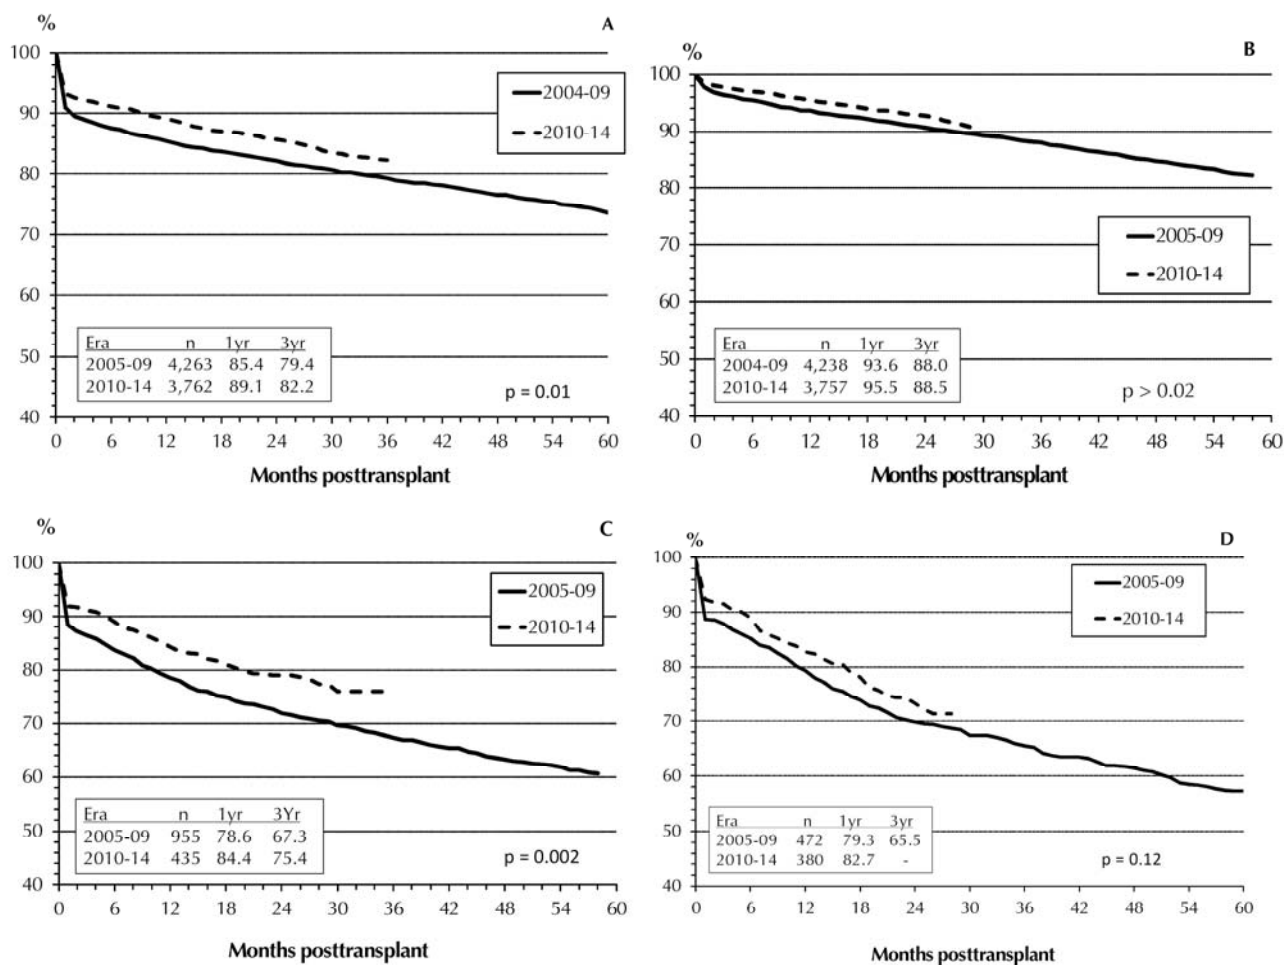 %
A
100
90
80
70
60
50
40
2004-09
2010-14
Era n 1yr 3yr
2005-09 4,263 85.4 79.4
2010-14 3,762 89.1 82.2
p = 0.01
0 6 12 18 24 30 36 42 48 54 60
Months posttransplant
%
B
100
90
80
70
60
50
40
2005-09
2010-14
Era n 1yr 3yr
2004-09 4,238 93.6 88.0
2010-14 3,757 95.5 88.5
p > 0.02
0 6 12 18 24 30 36 42 48 54 60
Months posttransplant
%
C
100
90
80
70
60
50
40
2005-09
2010-14
Era n 1yr 3Yr
2005-09 955 78.6 67.3
2010-14 435 84.4 75.4
p = 0.002
0 6 12 18 24 30 36 42 48 54 60
Months posttransplant
%
D
100
90
80
70
60
50
40
2005-09
2010-14
Era n 1yr 3yr
2005-09 472 79.3 65.5
2010-14 380 82.7 -
p = 0.12
0 6 12 18 24 30 36 42 48 54 60
Months posttransplant